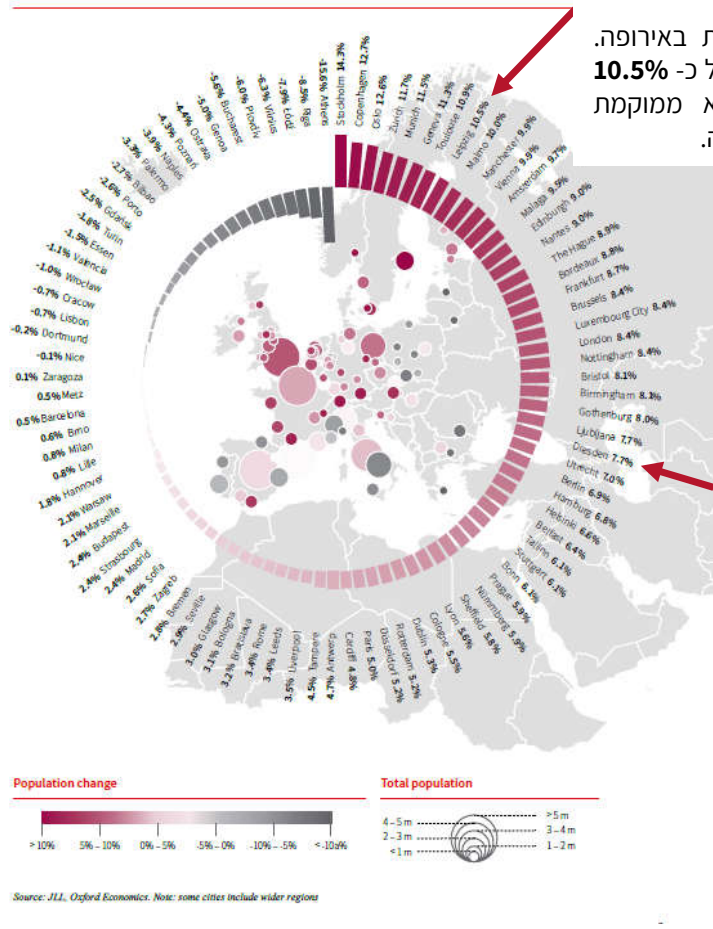 ת באירופה.
ל כ- 10.5%
א ממוקמת
ה.
Stockholm 14.3%
Copenhagen 12.7%
Oslo 12.6%
Zurich 11.7%
Munich 11.5%
Geneva 11.3%
Toulouse 10.9%
Leipzig 10.5%
Malmo 10.0%
Manchester 9.9%
Vienna 9.9%
Amsterdam 9.7%
Malaga 9.5%
Edinburgh 9.0%
Nantes 9.0%
The Hague 8.9%
Bordeaux 8.8%
Frankfurt 8.7%
Brussels 8.4%
Luxembourg City 8.4%
London 8.4%
Nottingham 8.4%
Bristol 8.1%
Birmingham 8.1%
Gothenburg 8.0%
Ljubljana 7.7%
Dresden 7.7%
Utrecht 7.0%
Berlin 6.9%
Hamburg 6.8%
Helsinki 6.6%
Belfast 6.4%
Tallinn 6.1%
Stuttgart 6.1%
Bonn 6.1%
Prague 5.9%
Nuremberg 5.9%
Sheffield 5.8%
Lyon 5.6%
Cologne 5.5%
Dublin 5.3%
Rotterdam 5.2%
Düsseldorf 5.2%
Paris 5.0%
Cardiff 4.8%
4.7% Antwerp
4.5% Tampere
3.5% Liverpool
3.4% Leeds
3.4% Rome
3.2% Bratislava
3.1% Bologna
3.0% Glasgow
2.9% Seville
2.8% Bremen
2.7% Zagreb
2.6% Sofia
2.4% Madrid
2.4% Strasbourg
2.4% Budapest
2.1% Marseille
2.1% Warsaw
1.8% Hannover
0.8% Lille
0.8% Milan
0.6% Brno
0.5% Barcelona
0.5% Metz
0.1% Zaragoza
-0.1% Nice
-0.2% Dortmund
-0.7% Lisbon
-0.7% Cracow
-1.0% Wrocław
-1.1% Valencia
-1.5% Essen
-1.8% Turin
-2.5% Gdańsk
-2.6% Porto
-2.7% Bilbao
-3.3% Palermo
-3.9% Naples
-4.3% Poznań
-4.4% Ostrava
-5.0% Genoa
-5.6% Bucharest
-6.0% Plovdiv
-6.3% Vilnius
-7.9% Łódź
-8.5% Riga
-15.6% Athens
Population change
>10% 5% – 10% 0% – 5% -5% – 0% -10% – -5% <-10a%
Total population
4 – 5 m
2 – 3 m
<1 m
>5 m
3 – 4 m
1 – 2 m
Source: JLL, Oxford Economics. Note: some cities include wider regions